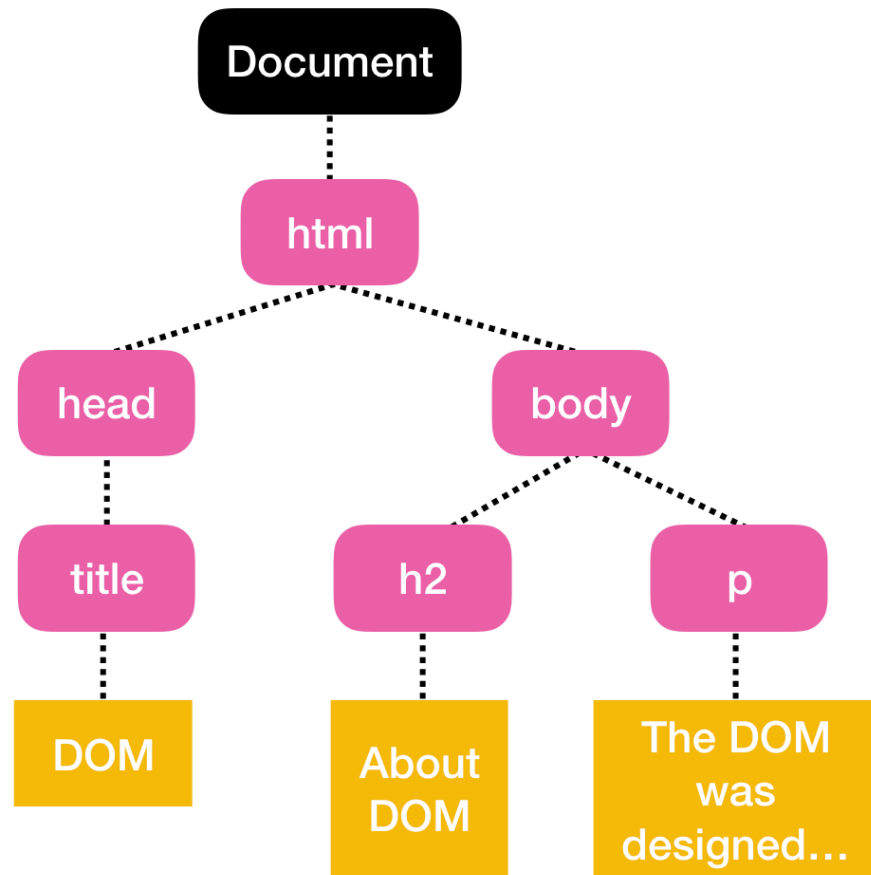 Document
html
head
body
title
h2
p
DOM
About
DOM
The DOM
was
designed...